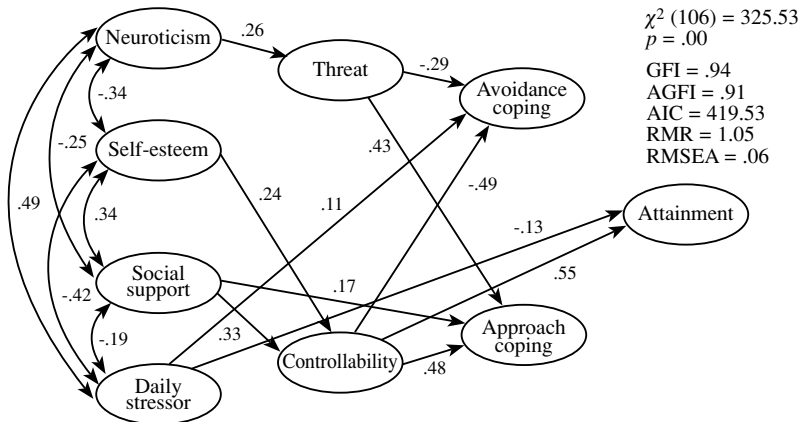 χ² (106) = 325.53
p = .00
GFI = .94
AGFI = .91
AIC = 419.53
RMR = 1.05
RMSEA = .06
Neuroticism
.26
Threat
-.29
Avoidance
coping
-.34
-.25
Self-esteem
.43
.49
.34
.24
.11
-.49
Attainment
-.13
Social
support
-.42
.17
.55
-.19
.33
Controllability
.48
Approach
coping
Daily
stressor